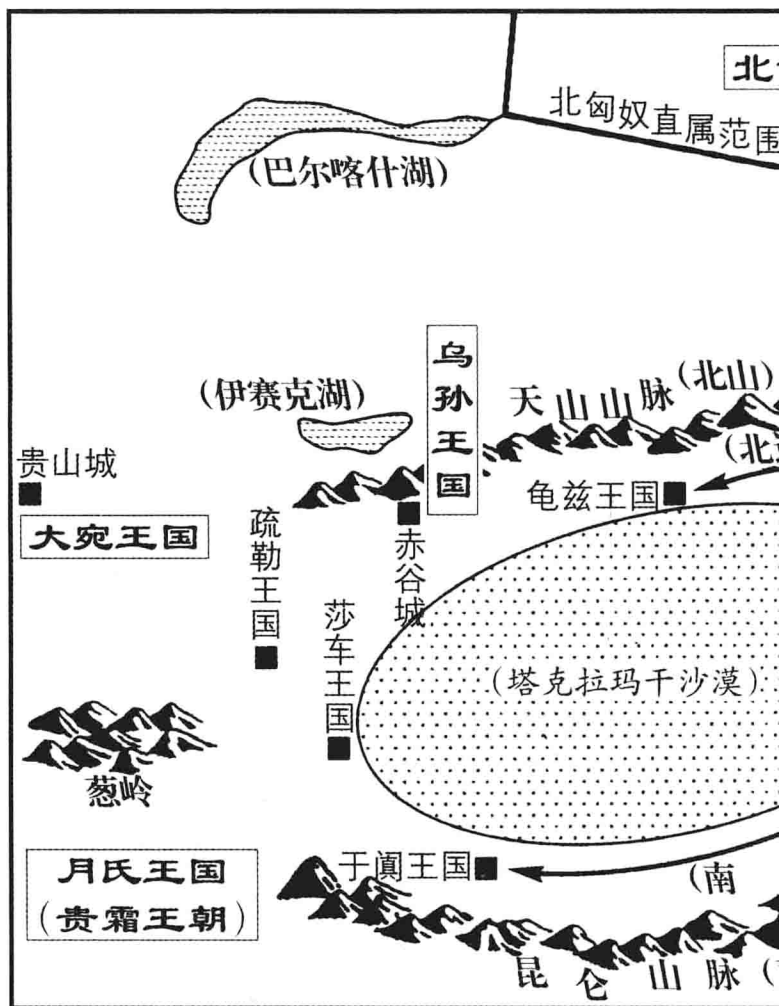 北
北匈奴直属范围
(巴尔喀什湖)
乌孙王国
(伊赛克湖)
天山山脉(北山)
(北
贵山城
龟兹王国
大宛王国
疏勒王国
赤谷城
莎车王国
(塔克拉玛干沙漠)
葱岭
月氏王国
(贵霜王朝)
于阗王国
(南
昆仑山脉(